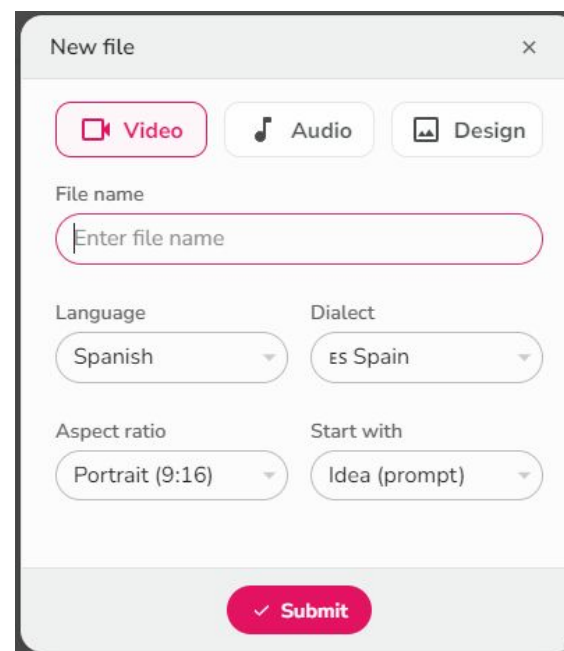 New file
Video Audio Design
File name
Enter file name
Language Dialect
Spanish ES Spain
Aspect ratio Start with
Portrait (9:16) Idea (prompt)
Submit